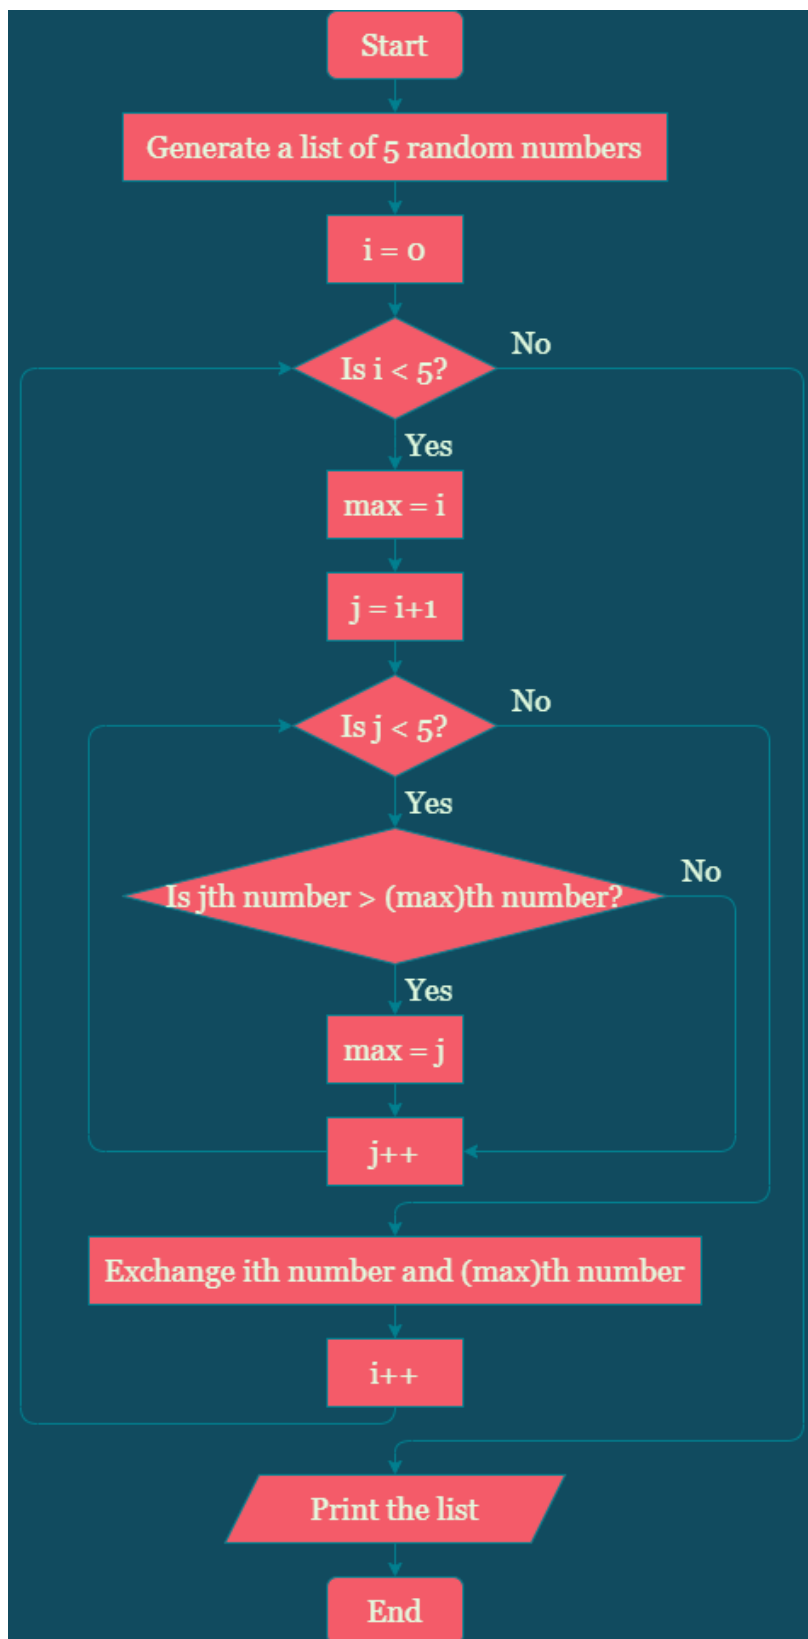 Start
Generate a list of 5 random numbers
i = 0
Is i < 5?
No
Yes
max = i
j = i+1
Is j < 5?
No
Yes
Is jth number > (max)th number?
No
Yes
max = j
j++
Exchange ith number and (max)th number
i++
Print the list
End